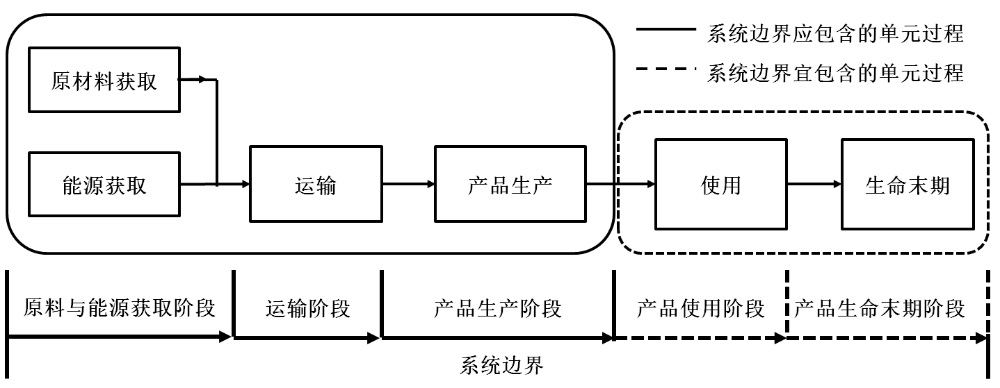 系统边界应包含的单元过程
系统边界宜包含的单元过程
原材料获取
能源获取
运输
产品生产
使用
生命末期
原料与能源获取阶段
运输阶段
产品生产阶段
产品使用阶段
产品生命末期阶段
系统边界